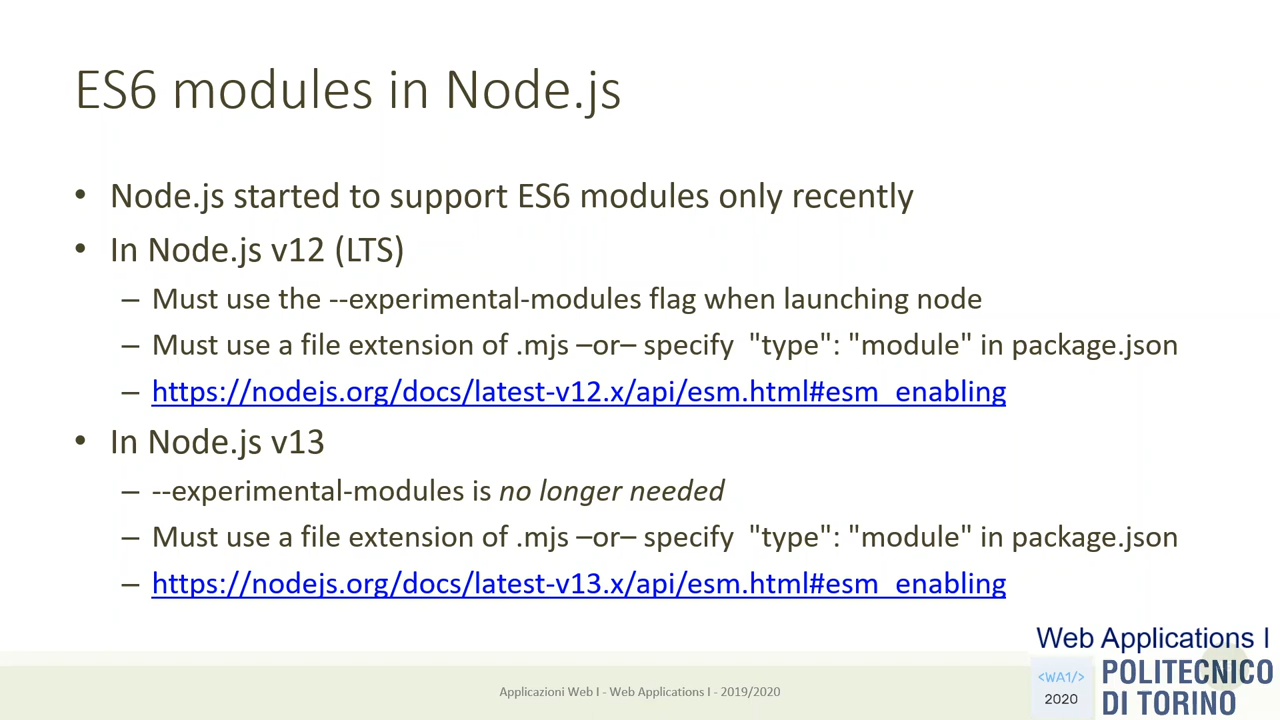 ES6 modules in Node.js
• Node.js started to support ES6 modules only recently
• In Node.js v12 (LTS)
– Must use the --experimental-modules flag when launching node
– Must use a file extension of .mjs –or– specify "type": "module" in package.json
– https://nodejs.org/docs/latest-v12.x/api/esm.html#esm_enabling
• In Node.js v13
– --experimental-modules is no longer needed
– Must use a file extension of .mjs –or– specify "type": "module" in package.json
– https://nodejs.org/docs/latest-v13.x/api/esm.html#esm_enabling
Applicazioni Web I - Web Applications I - 2019/2020
Web Applications I
<WA1/>
2020
POLITECNICO
DI TORINO